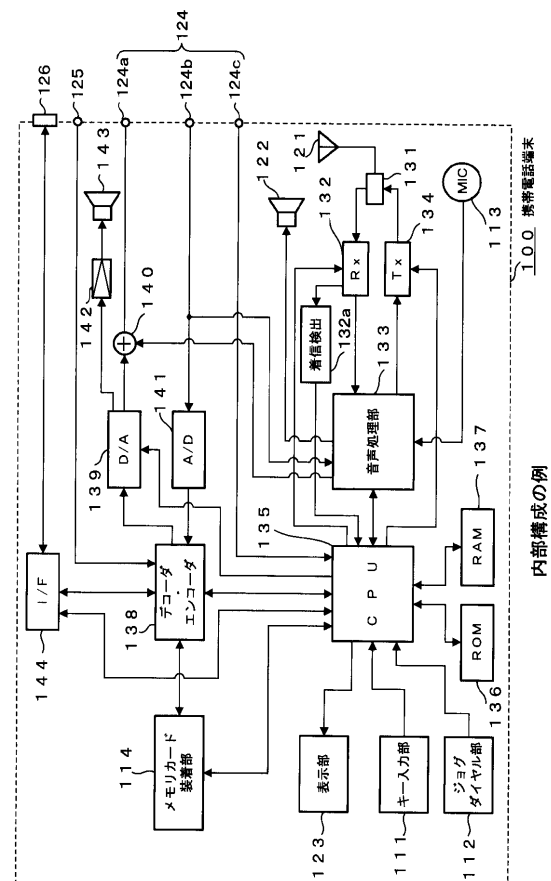 126
125
124a
124
124b
124c
143
142
140
122
121
131
132
Rx
134
Tx
MIC
113
100 携帯電話端末
着信検出
132a
133
音声処理部
139
D/A
141
A/D
135
CPU
137
RAM
ROM
136
144
I/F
138
デコーダ・
エンコーダ
114
メモリカード
装着部
表示部
123
キー入力部
111
ジョグ
ダイヤル部
112
内部構成の例